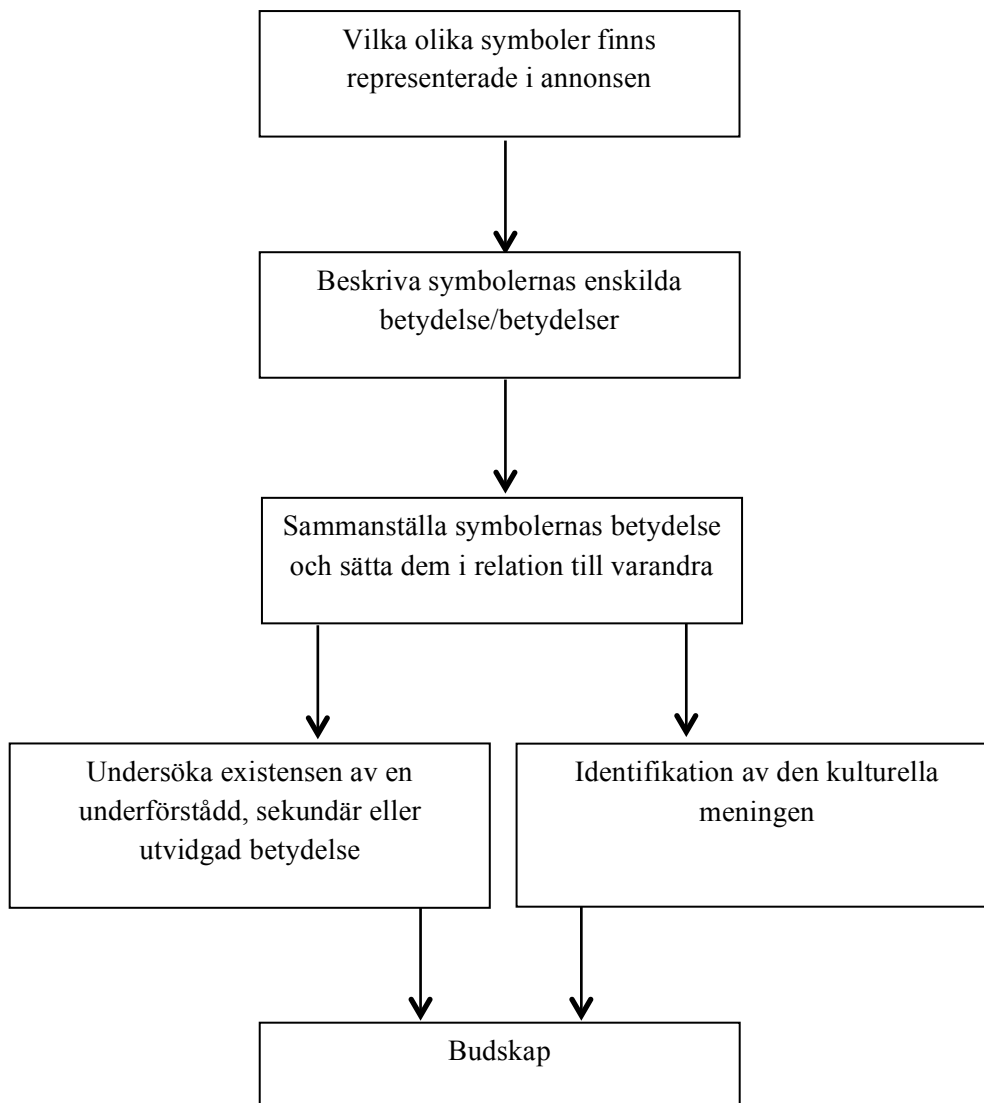 Vilka olika symboler finns
representerade i annonsen
Beskriva symbolernas enskilda
betydelse/betydelser
Sammanställa symbolernas betydelse
och sätta dem i relation till varandra
Undersöka existensen av en
underförstådd, sekundär eller
utvidgad betydelse
Identifikation av den kulturella
meningen
Budskap